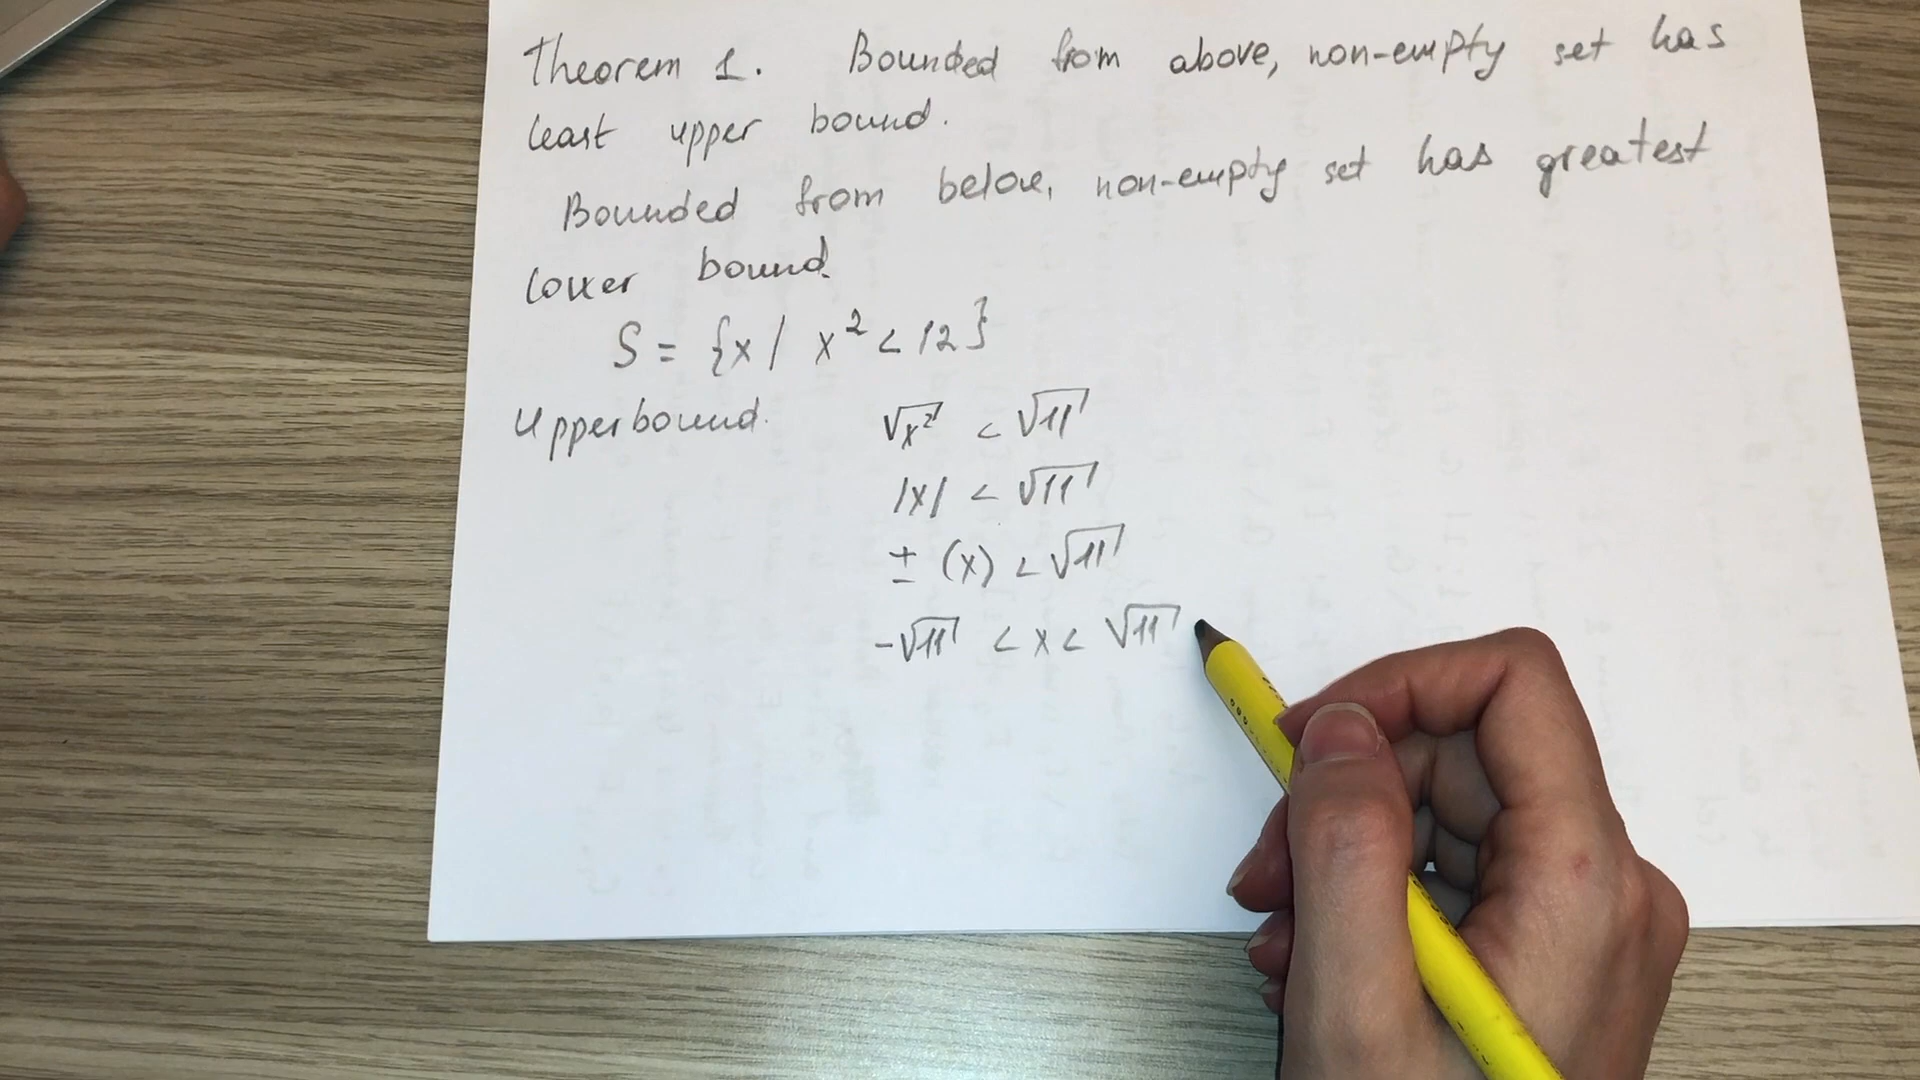 Theorem 1. Bounded from above, non-empty set has
least upper bound.
Bounded from below, non-empty set has greatest
lower bound.
S = {x | x² < 12}
Upperbound. √x² < √11
|x| < √11
± (x) < √11
-√11 < x < √11